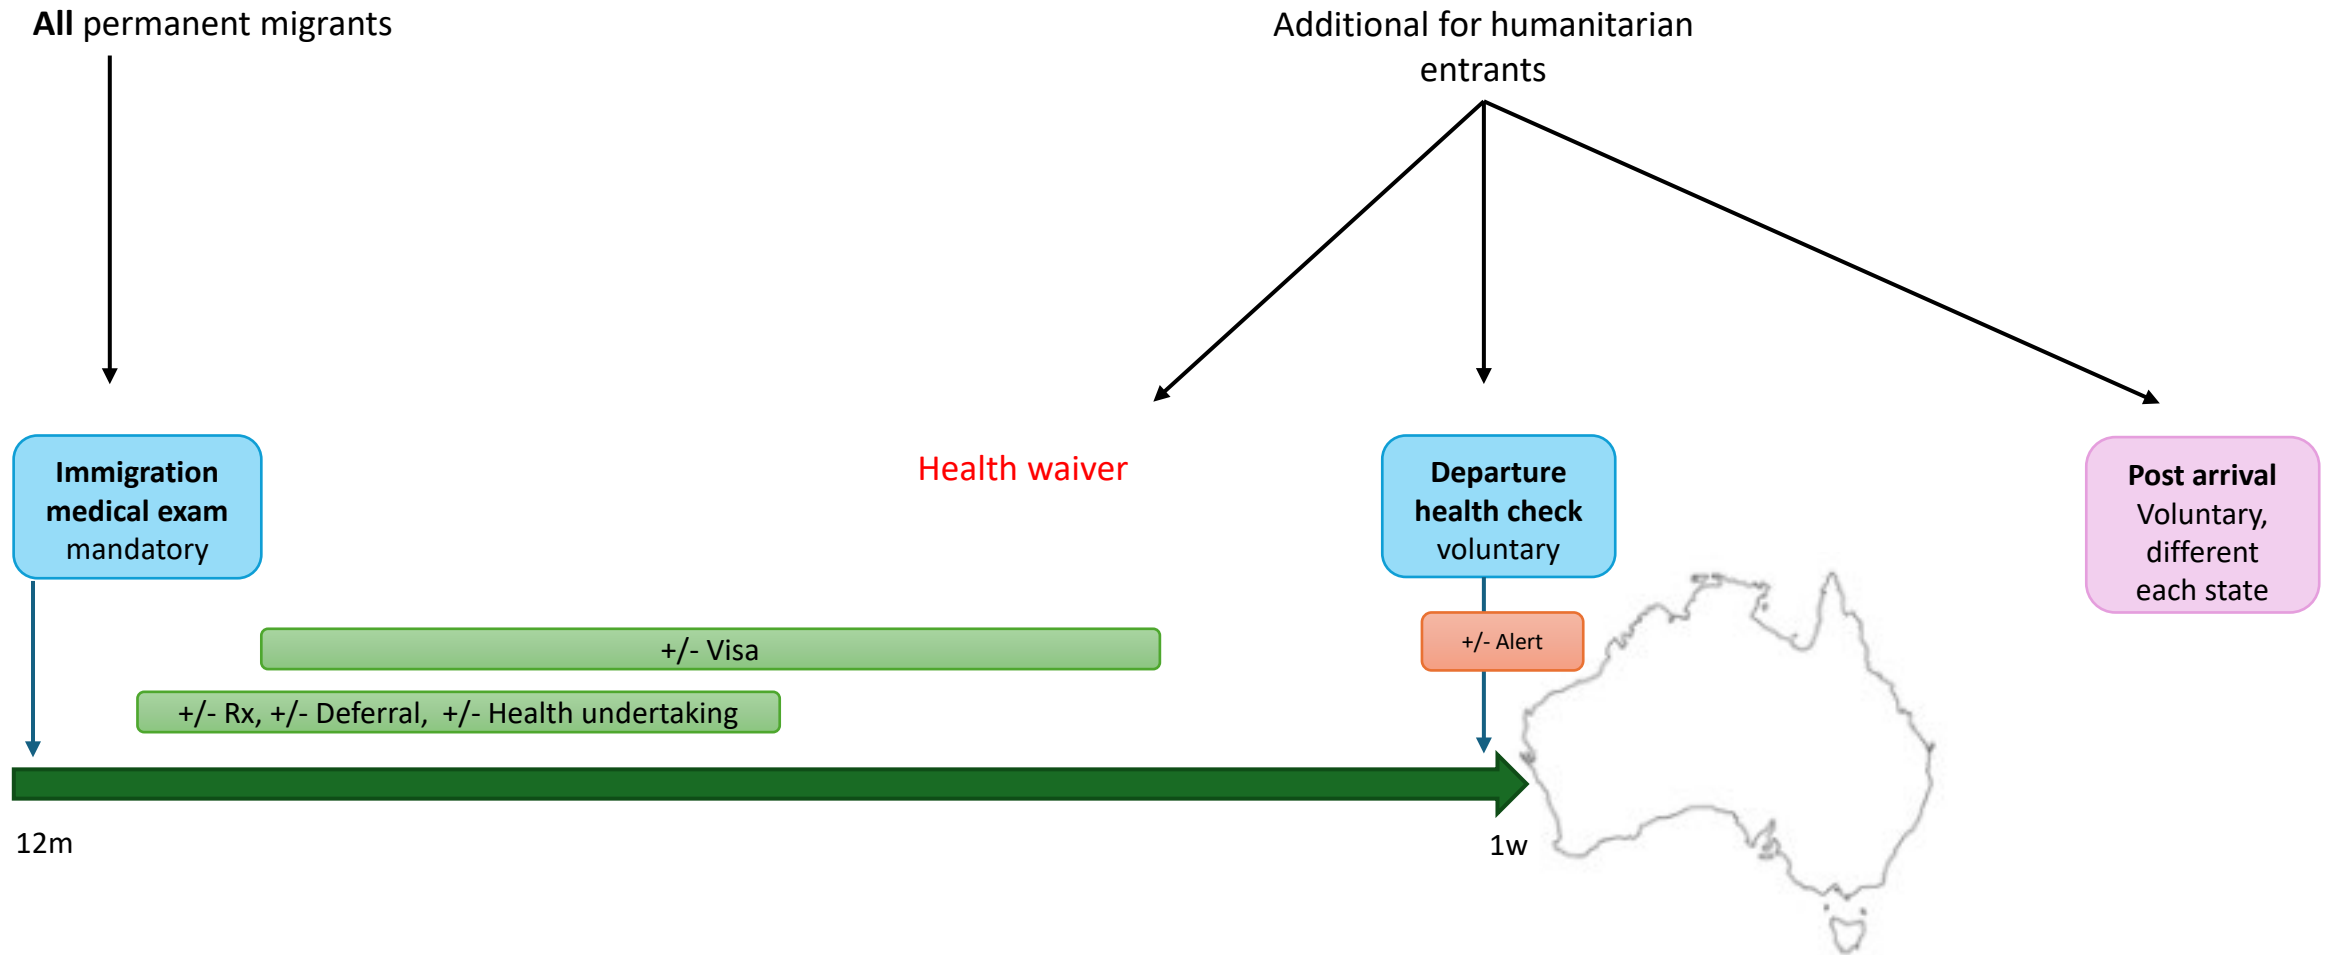 All permanent migrants
Additional for humanitarian
entrants
Immigration
medical exam
mandatory
Health waiver
Departure
health check
voluntary
Post arrival
Voluntary,
different
each state
+/- Visa
+/- Alert
+/- Rx, +/- Deferral, +/- Health undertaking
12m
1w